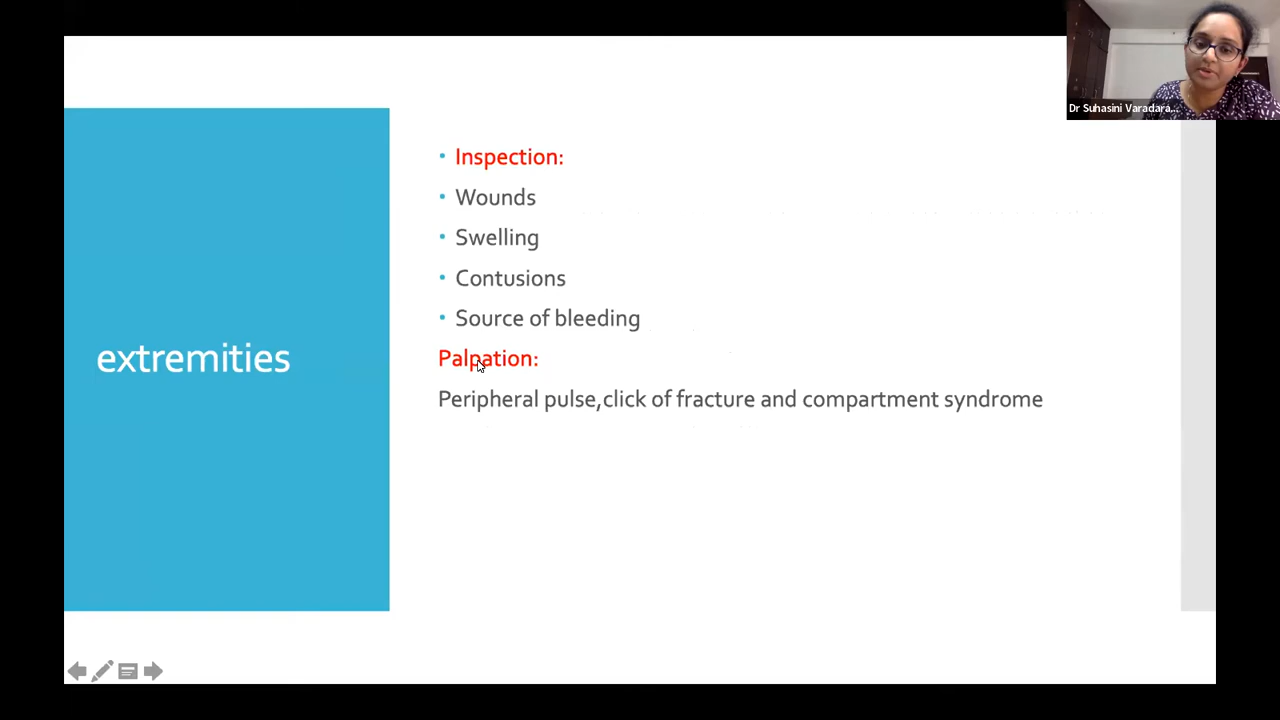 Dr Suhasini Varadara...
extremities
• Inspection:
• Wounds
• Swelling
• Contusions
• Source of bleeding
Palpation:
Peripheral pulse,click of fracture and compartment syndrome